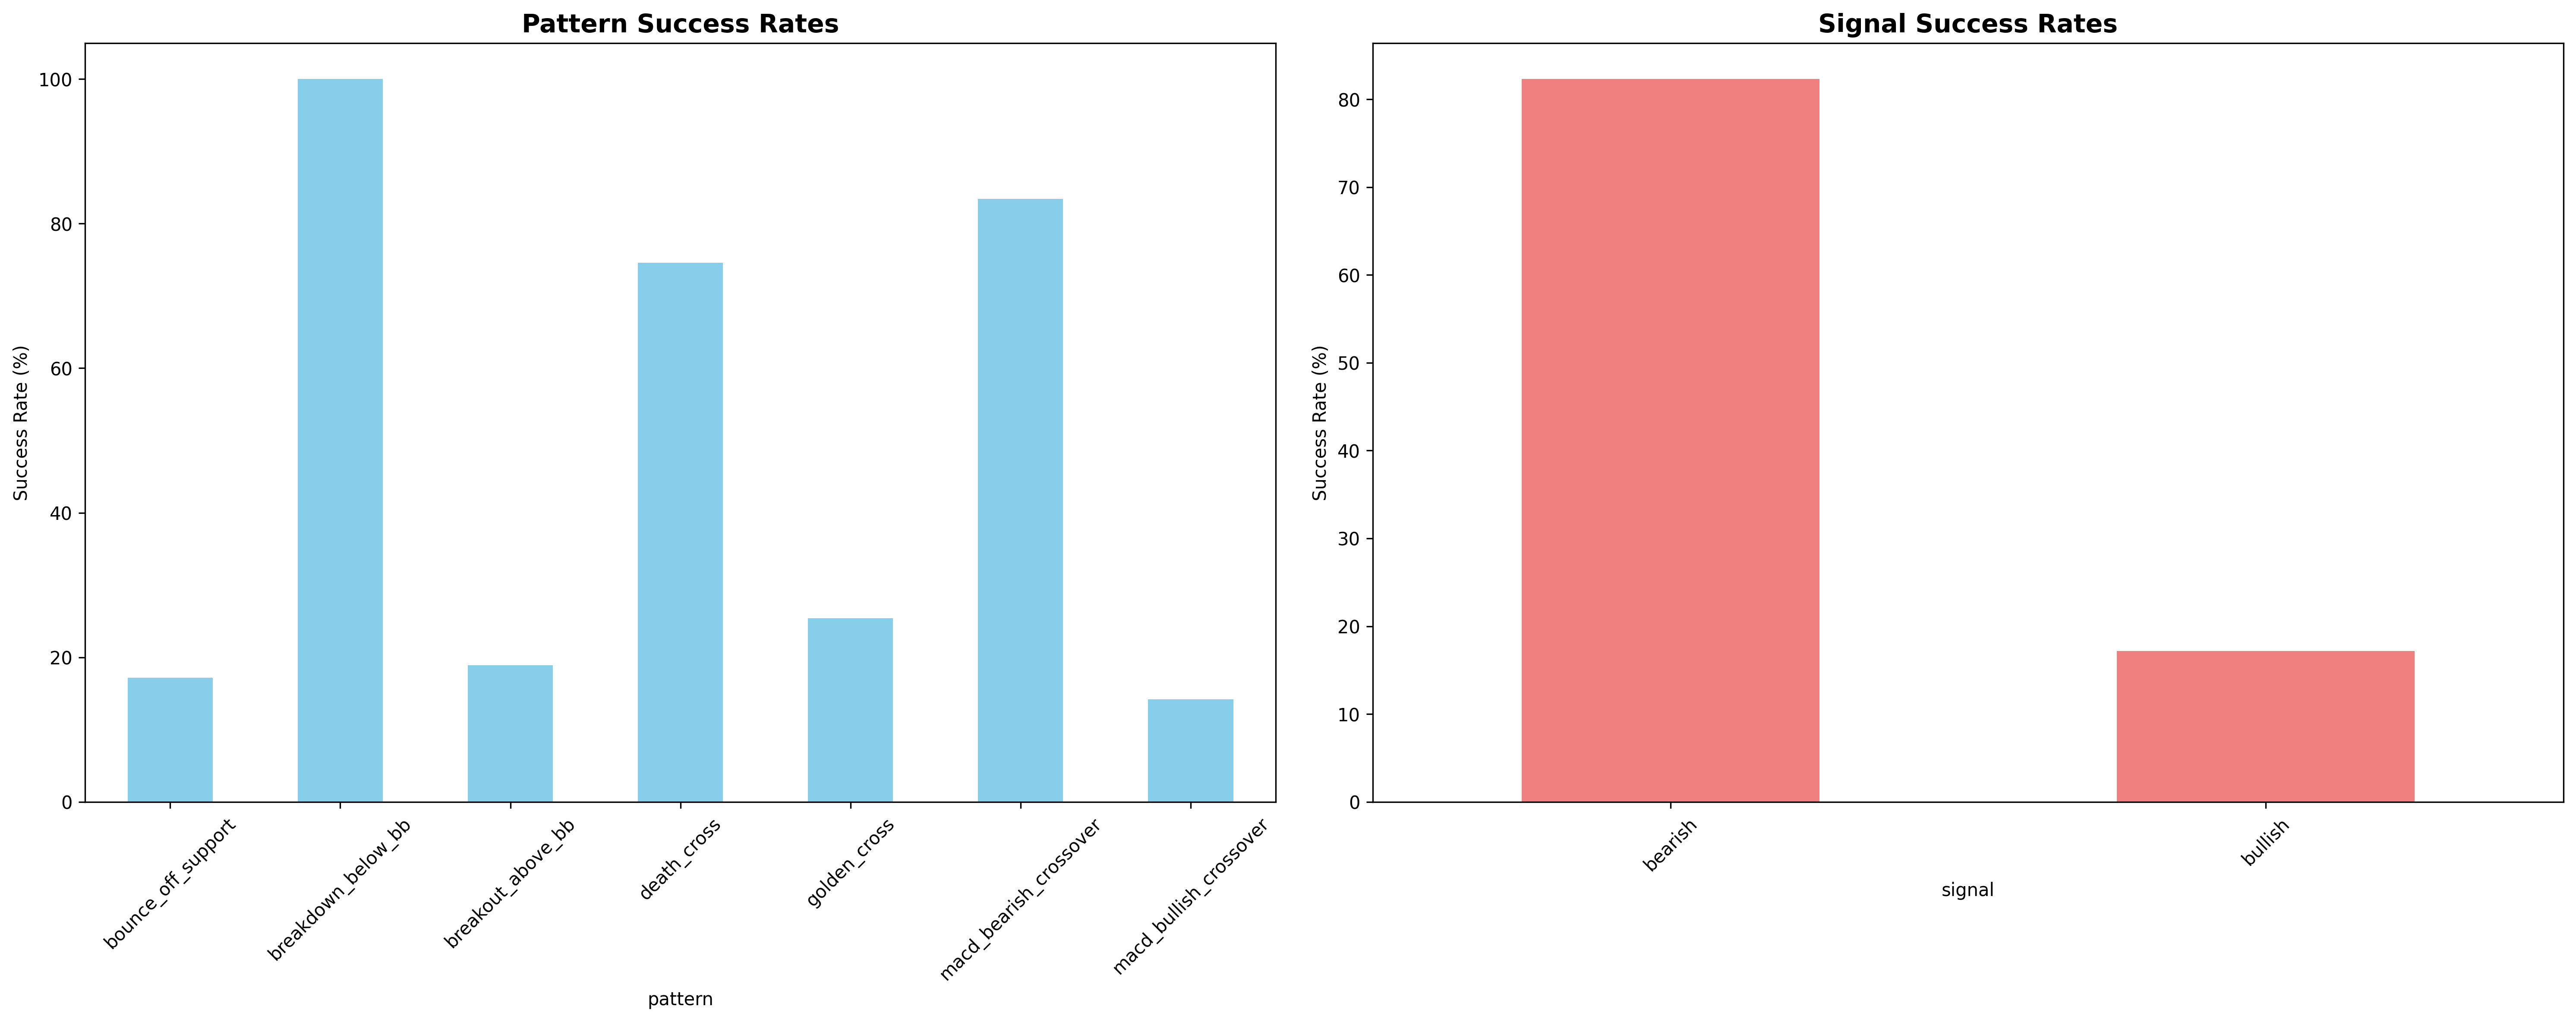 Pattern Success Rates
Success Rate (%)
100
80
60
40
20
0
bounce_off_support
breakdown_below_bb
breakout_above_bb
death_cross
golden_cross
macd_bearish_crossover
macd_bullish_crossover
pattern
Signal Success Rates
Success Rate (%)
80
70
60
50
40
30
20
10
0
bearish
bullish
signal